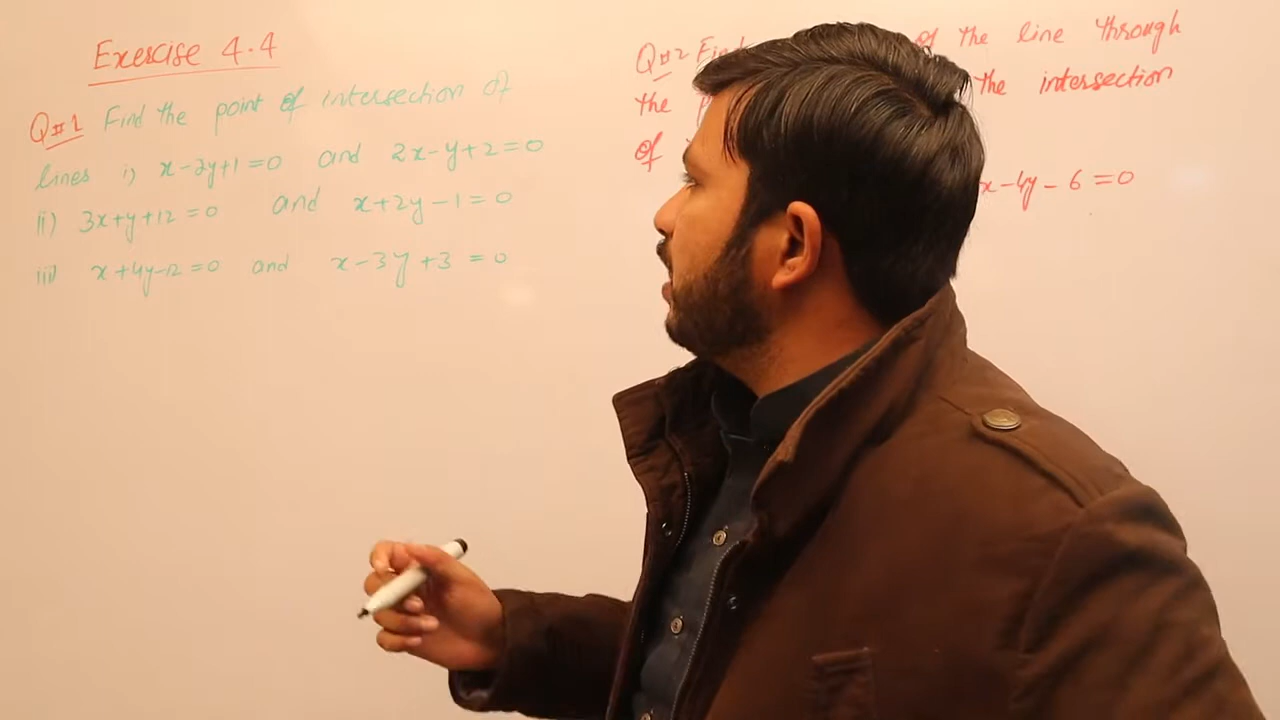 Exercise 4.4
Q#1 Find the point of intersection of
lines i) x-2y+1=0 and 2x-y+2=0
ii) 3x+y+12=0 and x+2y-1=0
iii) x+4y-12=0 and x-3y+3=0
Q#2 Find of the line through
the the intersection
of
x-4y-6=0